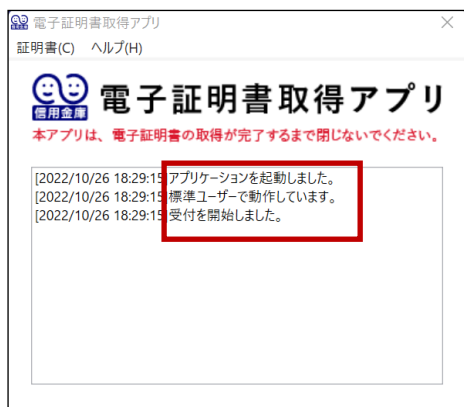 電子証明書取得アプリ
証明書(C) ヘルプ(H)
信用金庫
電子証明書取得アプリ
本アプリは、電子証明書の取得が完了するまで閉じないでください。
[2022/10/26 18:29:15]アプリケーションを起動しました。
[2022/10/26 18:29:15]標準ユーザーで動作しています。
[2022/10/26 18:29:15]受付を開始しました。